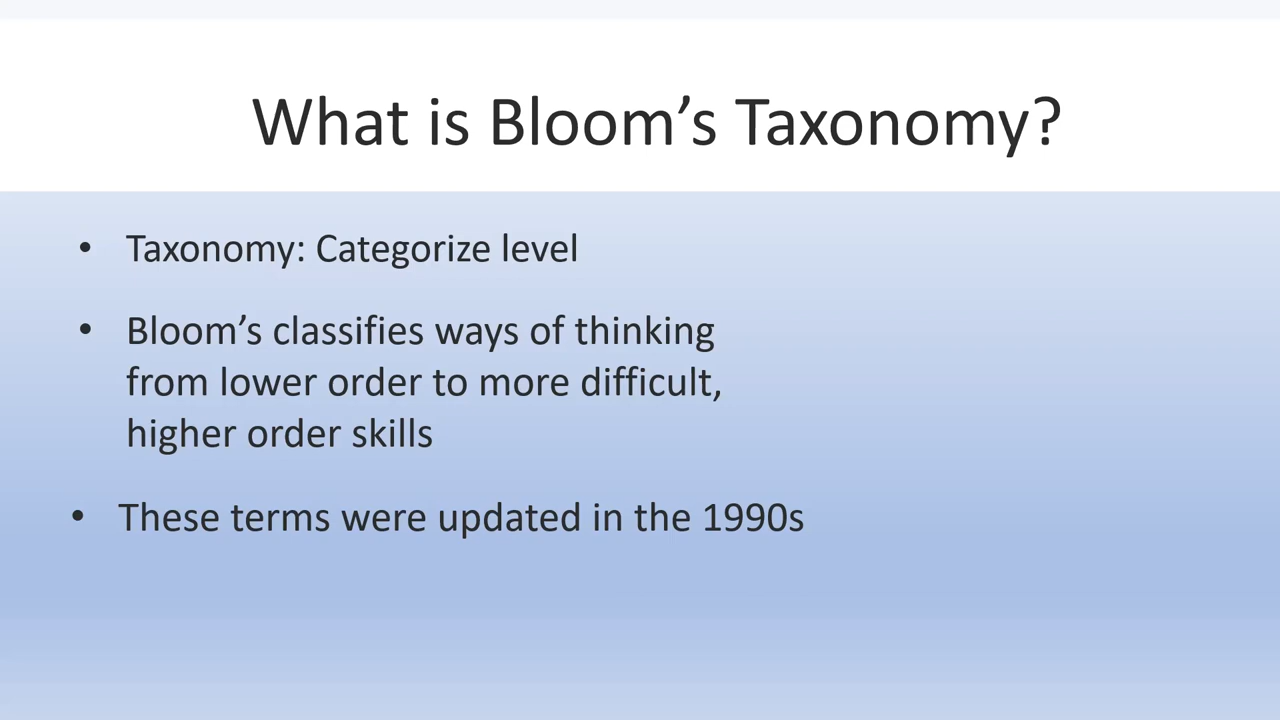 What is Bloom’s Taxonomy?
• Taxonomy: Categorize level
• Bloom’s classifies ways of thinking
from lower order to more difficult,
higher order skills
• These terms were updated in the 1990s